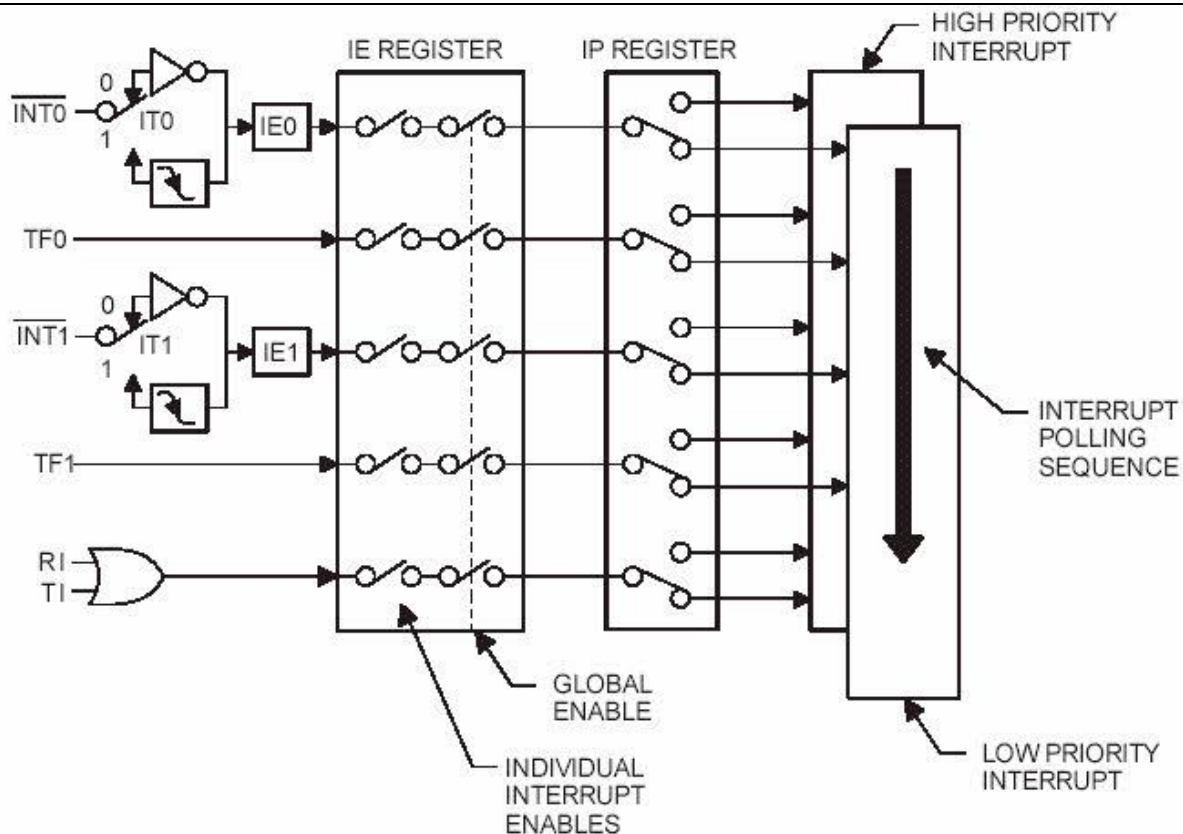 HIGH PRIORITY
INTERRUPT
IE REGISTER
IP REGISTER
0
INT0
IT0
1
IE0
TF0
0
INT1
IT1
1
IE1
TF1
RI
TI
INTERRUPT
POLLING
SEQUENCE
GLOBAL
ENABLE
INDIVIDUAL
INTERRUPT
ENABLES
LOW PRIORITY
INTERRUPT